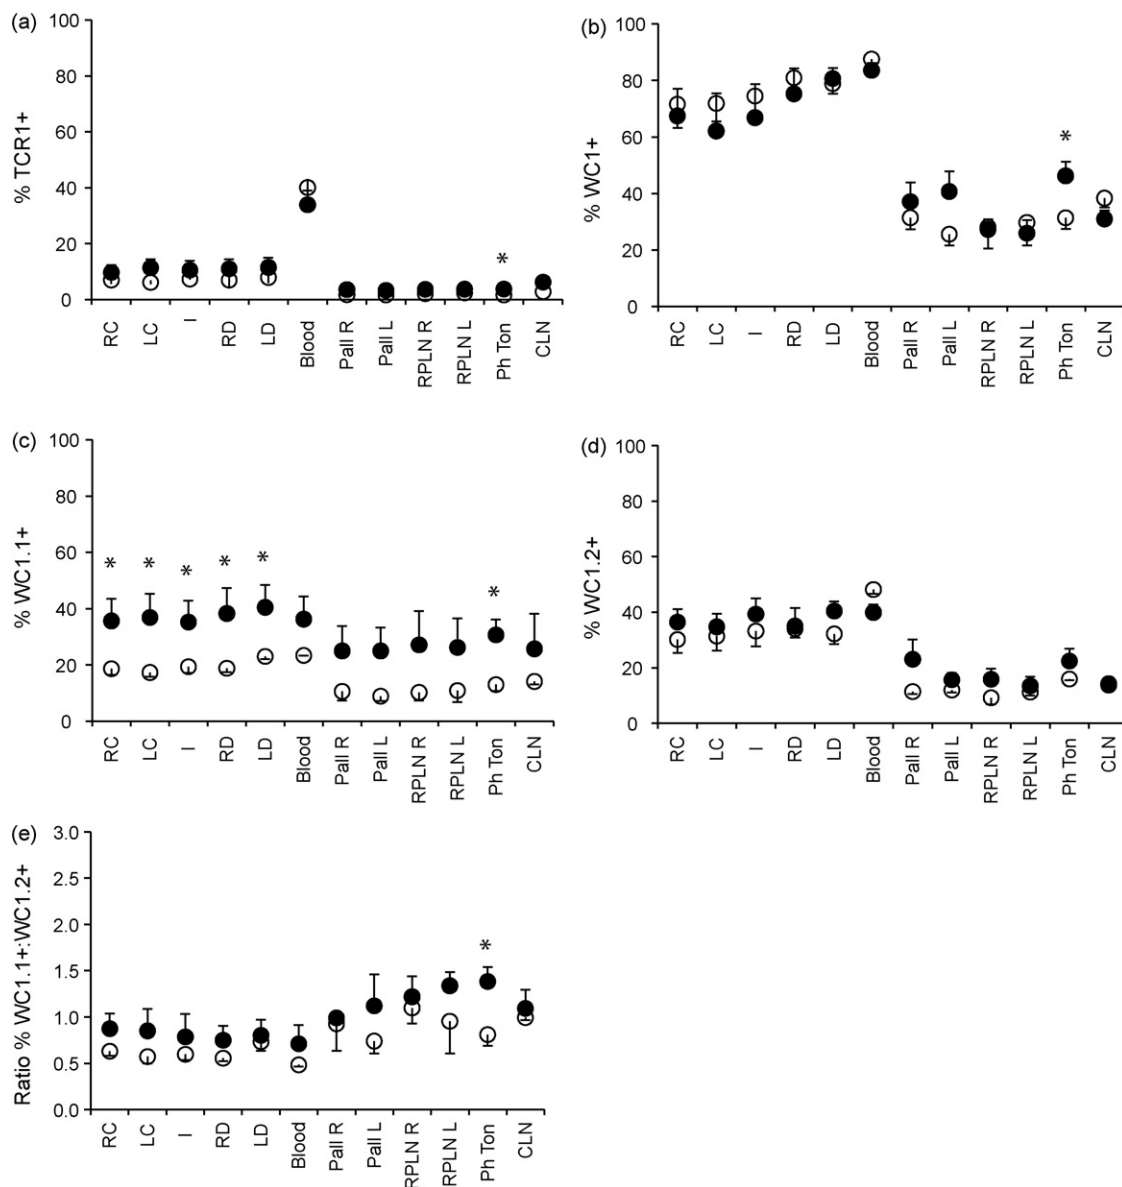 (a)
% TCR1+
100
80
60
40
20
0
*
RC
LC
I
RD
LD
Blood
Pall R
Pall L
RPLN R
RPLN L
Ph Ton
CLN
(b)
% WC1+
100
80
60
40
20
0
*
RC
LC
I
RD
LD
Blood
Pall R
Pall L
RPLN R
RPLN L
Ph Ton
CLN
(c)
% WC1.1+
100
80
60
40
20
0
* * * * * *
RC
LC
I
RD
LD
Blood
Pall R
Pall L
RPLN R
RPLN L
Ph Ton
CLN
(d)
% WC1.2+
100
80
60
40
20
0
RC
LC
I
RD
LD
Blood
Pall R
Pall L
RPLN R
RPLN L
Ph Ton
CLN
(e)
Ratio % WC1.1+:WC1.2+
3.0
2.5
2.0
1.5
1.0
0.5
0.0
*
RC
LC
I
RD
LD
Blood
Pall R
Pall L
RPLN R
RPLN L
Ph Ton
CLN